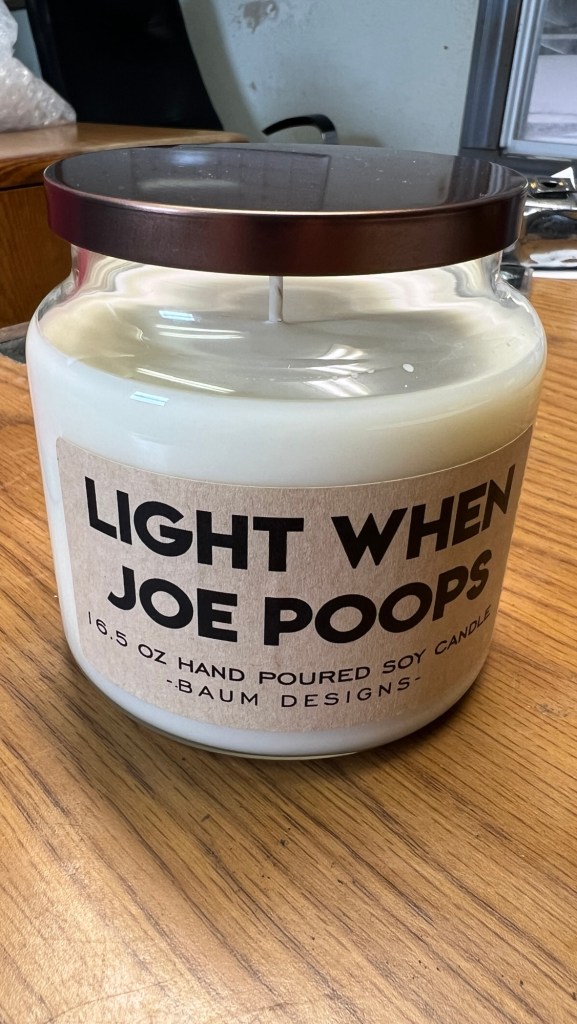 LIGHT WHEN
JOE POOPS
16.5 OZ HAND POURED SOY CANDLE
-BAUM DESIGNS-